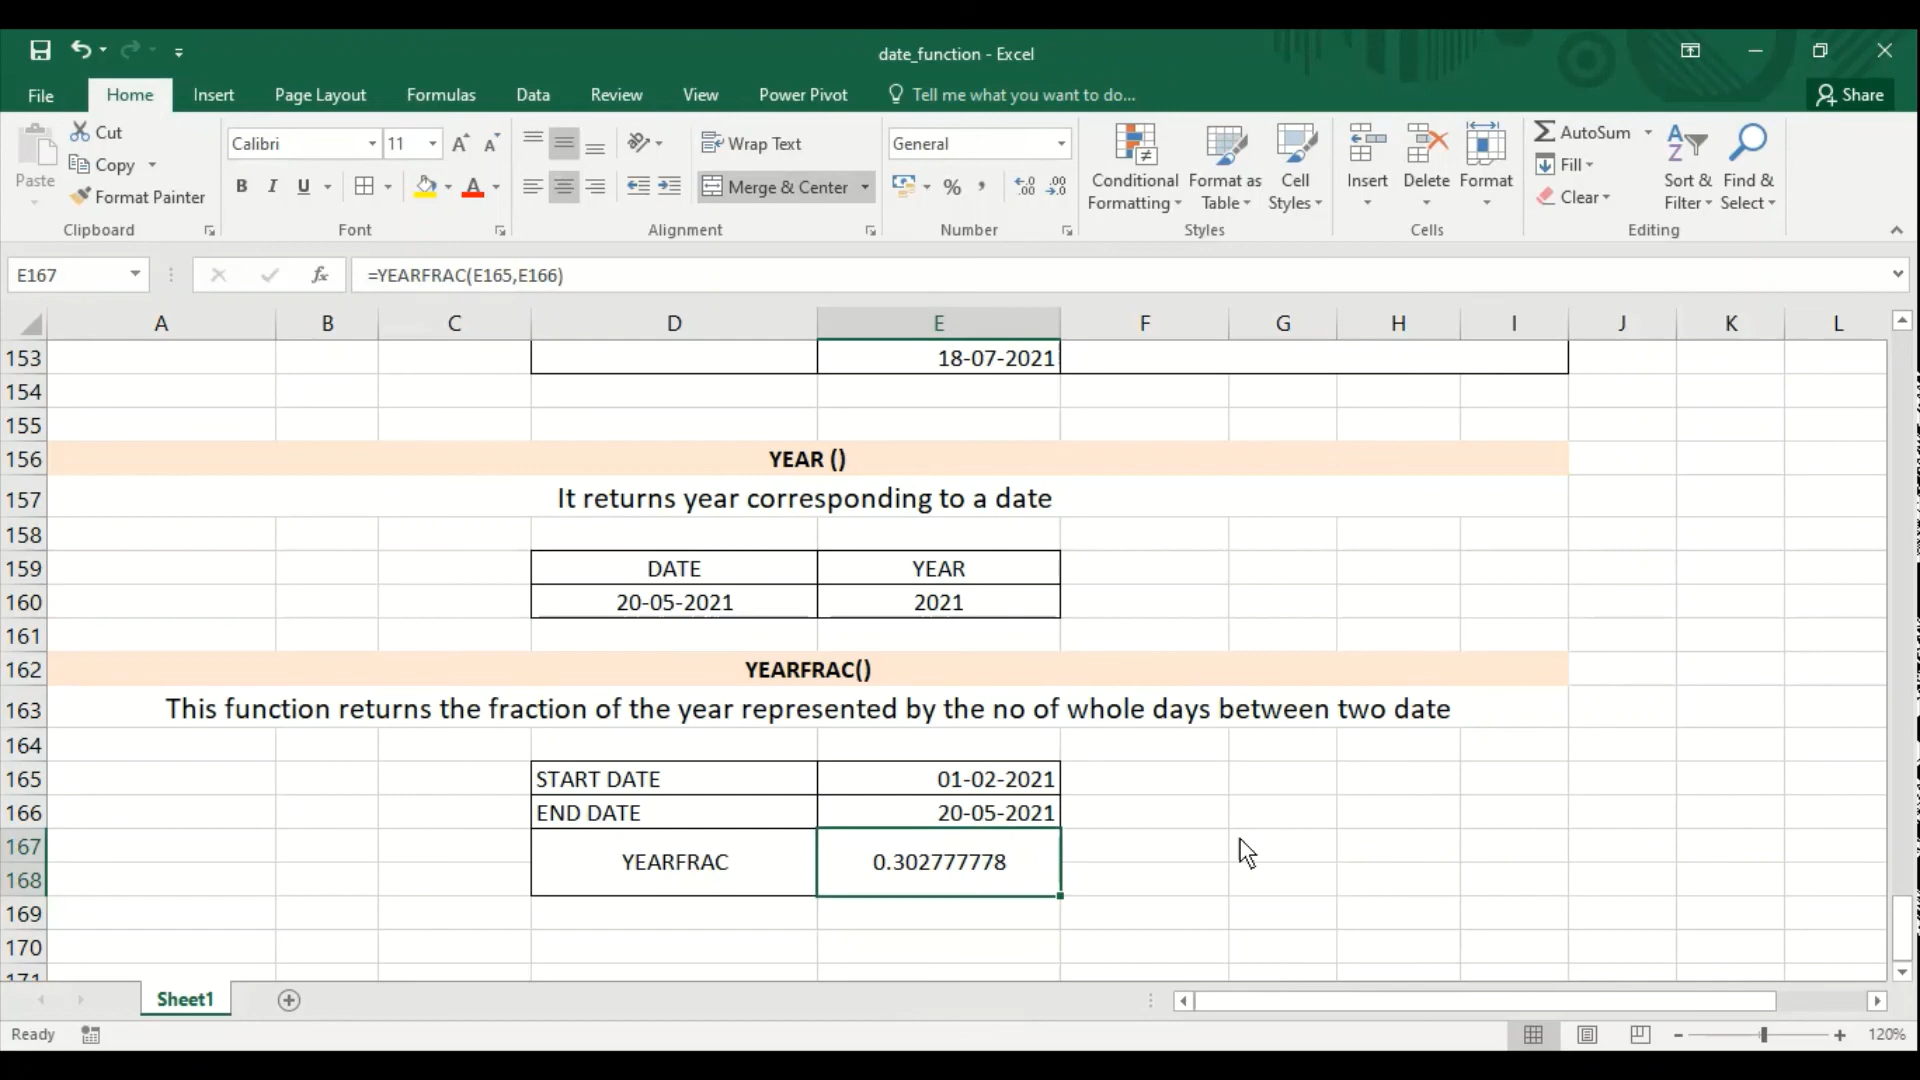 date_function - Excel
File Home Insert Page Layout Formulas Data Review View Power Pivot Tell me what you want to do... Share
Paste Cut Copy Format Painter
Calibri 11
B I U A
Wrap Text
Merge & Center
General
% ,
Conditional Formatting
Format as Table
Cell Styles
Insert Delete Format
AutoSum
Fill
Clear
Sort & Filter
Find & Select
Clipboard Font Alignment Number Styles Cells Editing
E167 fx =YEARFRAC(E165,E166)
A B C D E F G H I J K L
153 18-07-2021
154
155
156 YEAR ()
157 It returns year corresponding to a date
158
159 DATE YEAR
160 20-05-2021 2021
161
162 YEARFRAC()
163 This function returns the fraction of the year represented by the no of whole days between two date
164
165 START DATE 01-02-2021
166 END DATE 20-05-2021
167 YEARFRAC 0.302777778
168
169
170
171
Sheet1
Ready 120%